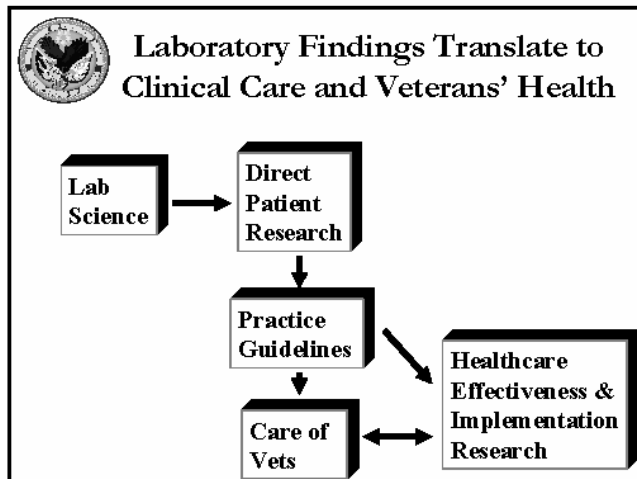 Laboratory Findings Translate to
Clinical Care and Veterans' Health
Lab
Science
Direct
Patient
Research
Practice
Guidelines
Care of
Vets
Healthcare
Effectiveness &
Implementation
Research